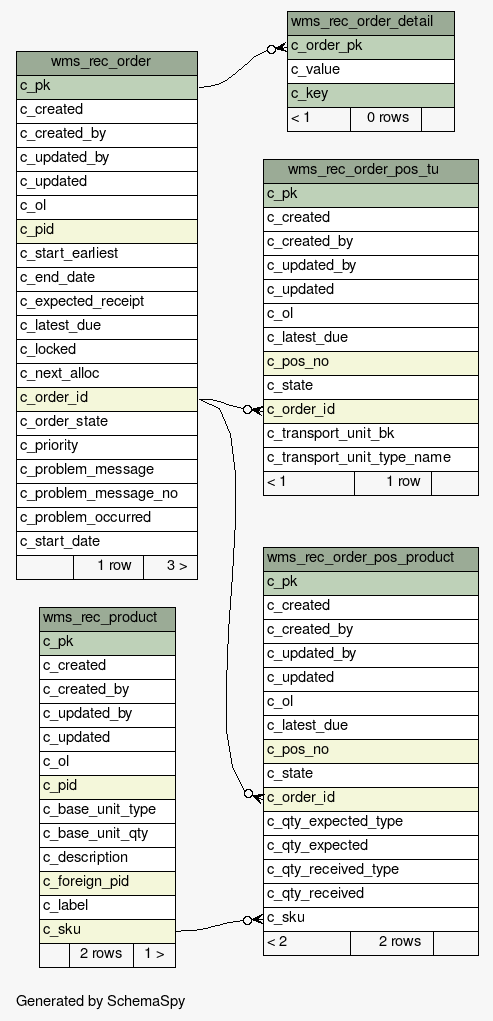 wms_rec_order_detail
c_order_pk
c_value
c_key
< 1 0 rows
wms_rec_order
c_pk
c_created
c_created_by
c_updated_by
c_updated
c_ol
c_pid
c_start_earliest
c_end_date
c_expected_receipt
c_latest_due
c_locked
c_next_alloc
c_order_id
c_order_state
c_priority
c_problem_message
c_problem_message_no
c_problem_occurred
c_start_date
1 row 3 >
wms_rec_order_pos_tu
c_pk
c_created
c_created_by
c_updated_by
c_updated
c_ol
c_latest_due
c_pos_no
c_state
c_order_id
c_transport_unit_bk
c_transport_unit_type_name
< 1 1 row
wms_rec_order_pos_product
c_pk
c_created
c_created_by
c_updated_by
c_updated
c_ol
c_latest_due
c_pos_no
c_state
c_order_id
c_qty_expected_type
c_qty_expected
c_qty_received_type
c_qty_received
c_sku
< 2 2 rows
wms_rec_product
c_pk
c_created
c_created_by
c_updated_by
c_updated
c_ol
c_pid
c_base_unit_type
c_base_unit_qty
c_description
c_foreign_pid
c_label
c_sku
2 rows 1 >
Generated by SchemaSpy